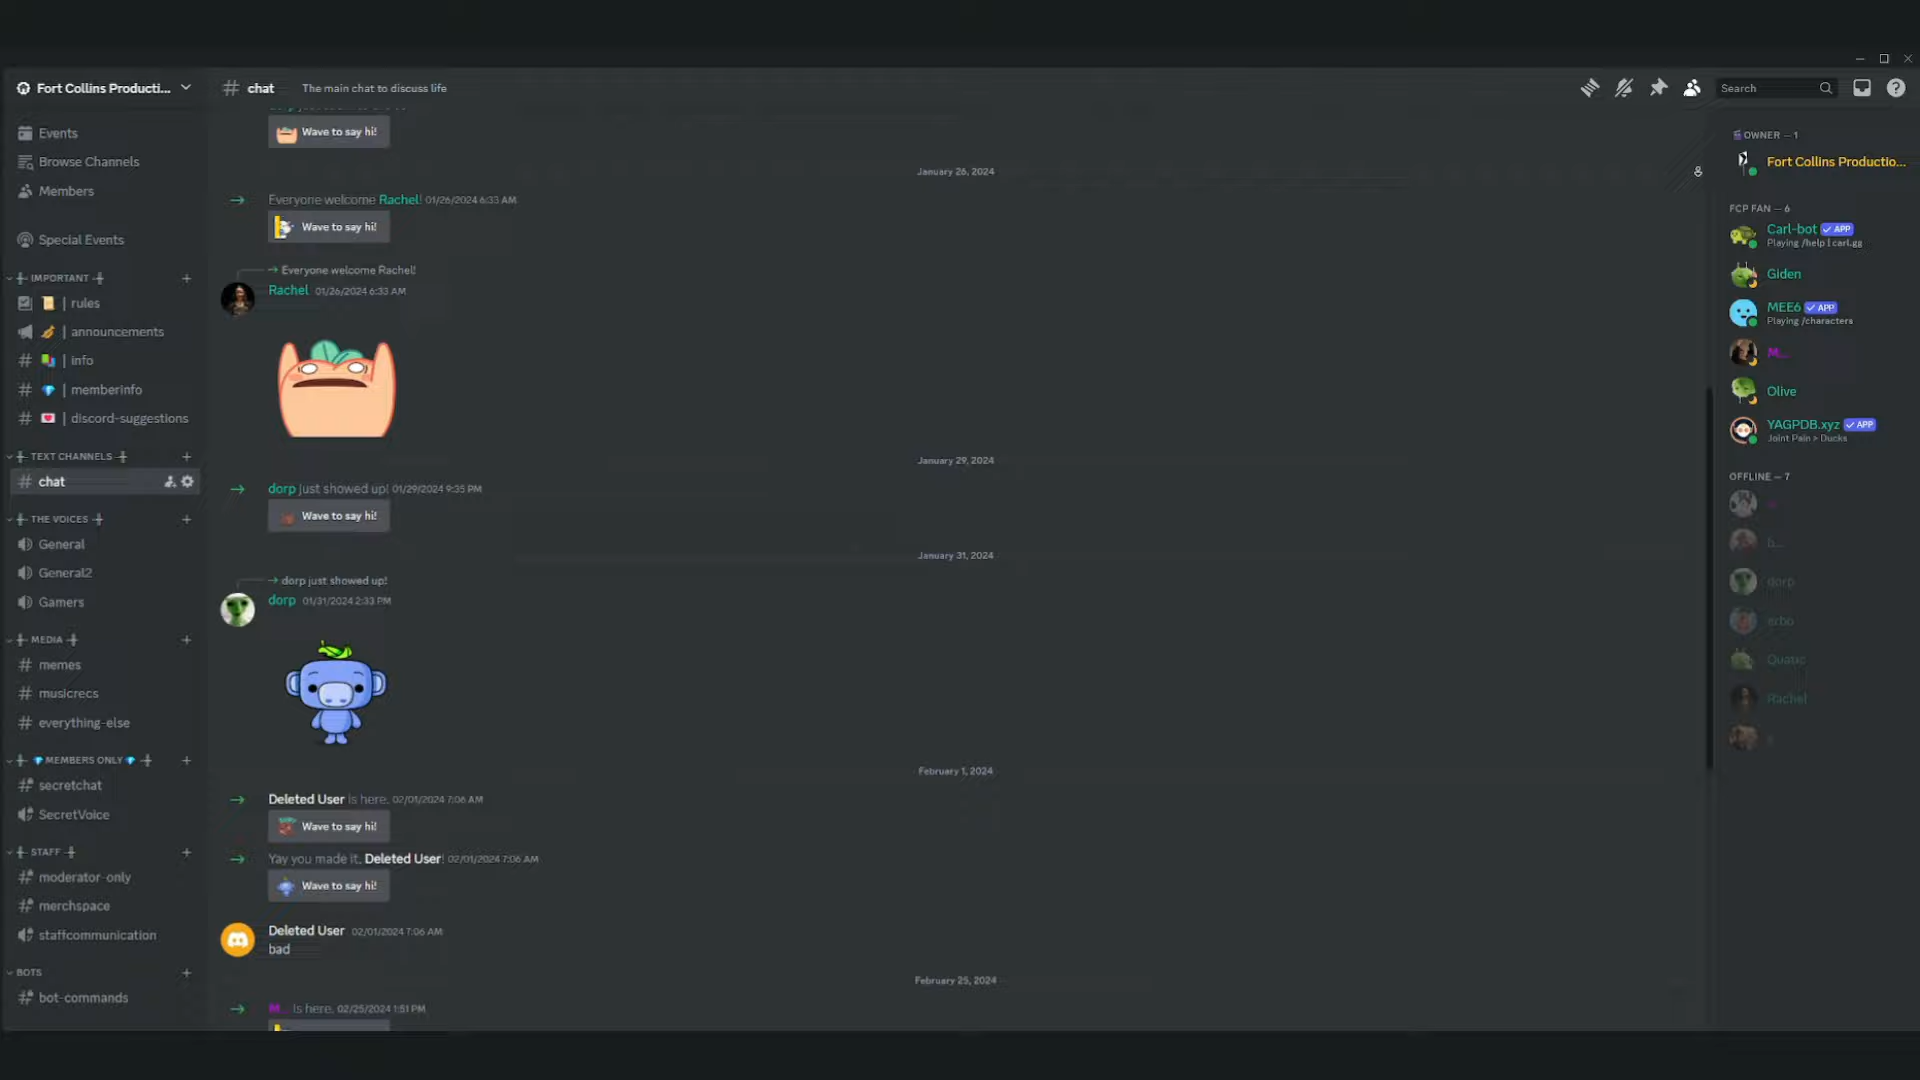 Fort Collins Producti...
Events
Browse Channels
Members
Special Events
IMPORTANT
| rules
| announcements
| info
| memberinfo
| discord-suggestions
TEXT CHANNELS
chat
THE VOICES
General
General2
Gamers
MEDIA
memes
musicrecs
everything-else
MEMBERS ONLY
secretchat
SecretVoice
STAFF
moderator-only
merchspace
staffcommunication
BOTS
bot-commands
# chat
The main chat to discuss life
Search
Wave to say hi!
January 26, 2024
Everyone welcome Rachel! 01/26/2024 6:33 AM
Wave to say hi!
Everyone welcome Rachel!
Rachel 01/26/2024 6:33 AM
January 29, 2024
dorp just showed up! 01/29/2024 9:35 PM
Wave to say hi!
January 31, 2024
dorp just showed up!
dorp 01/31/2024 2:33 PM
February 1, 2024
Deleted User is here. 02/01/2024 7:06 AM
Wave to say hi!
Yay you made it, Deleted User! 02/01/2024 7:06 AM
Wave to say hi!
Deleted User 02/01/2024 7:06 AM
bad
February 25, 2024
M... is here. 02/25/2024 1:51 PM
OWNER — 1
Fort Collins Productio...
FCP FAN — 6
Carl-bot APP
Playing /help | carl.gg
Giden
MEE6 APP
Playing /characters
M...
Olive
YAGPDB.xyz APP
Joint Pain > Ducks
OFFLINE — 7
b...
dorp
erbo
Quatic
Rachel